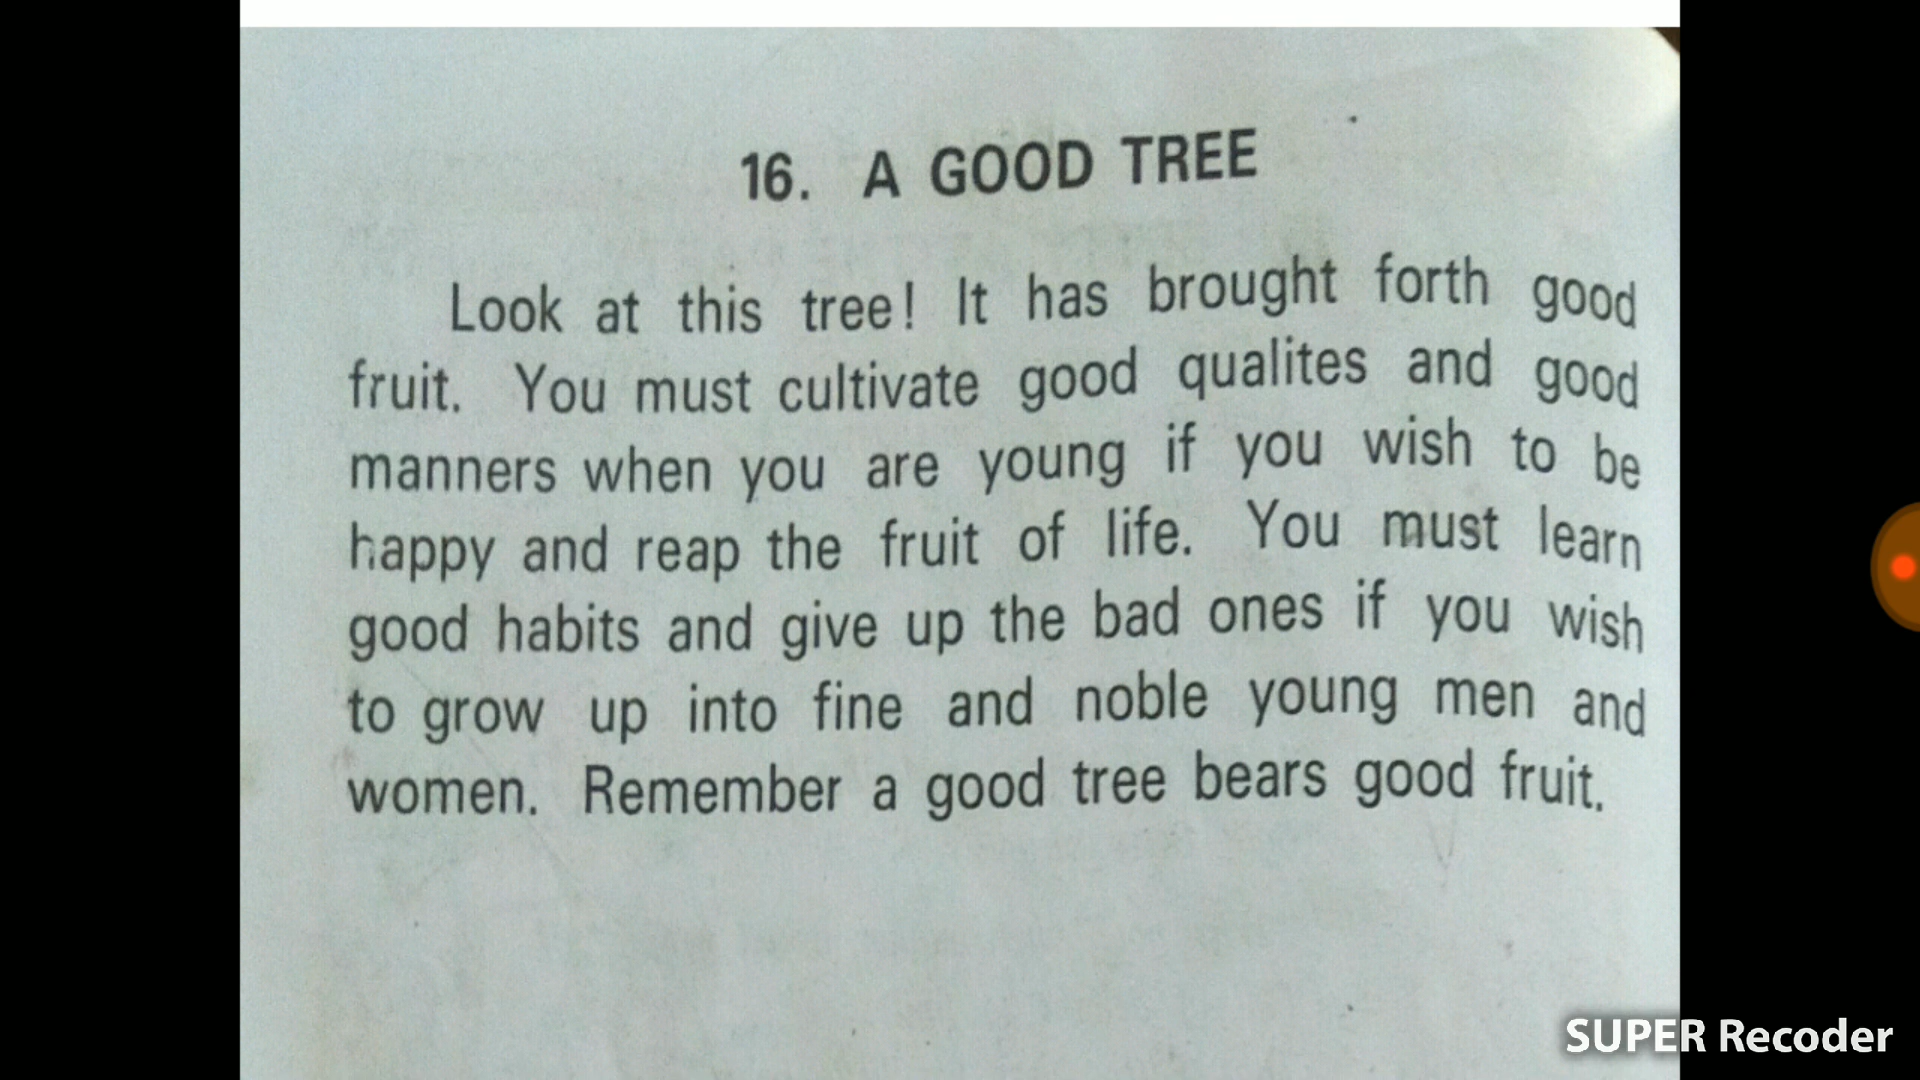 16. A GOOD TREE
Look at this tree! It has brought forth good
fruit. You must cultivate good qualites and good
manners when you are young if you wish to be
happy and reap the fruit of life. You must learn
good habits and give up the bad ones if you wish
to grow up into fine and noble young men and
women. Remember a good tree bears good fruit.
SUPER Recoder